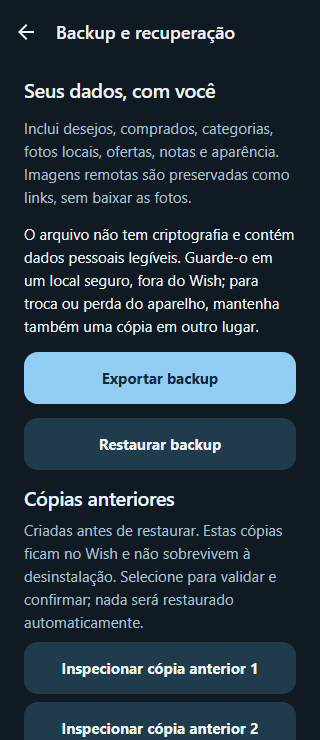 Backup e recuperação
Seus dados, com você
Inclui desejos, comprados, categorias,
fotos locais, ofertas, notas e aparência.
Imagens remotas são preservadas como
links, sem baixar as fotos.
O arquivo não tem criptografia e contém
dados pessoais legíveis. Guarde-o em
um local seguro, fora do Wish; para
troca ou perda do aparelho, mantenha
também uma cópia em outro lugar.
Exportar backup
Restaurar backup
Cópias anteriores
Criadas antes de restaurar. Estas cópias
ficam no Wish e não sobrevivem à
desinstalação. Selecione para validar e
confirmar; nada será restaurado
automaticamente.
Inspecionar cópia anterior 1
Inspecionar cópia anterior 2